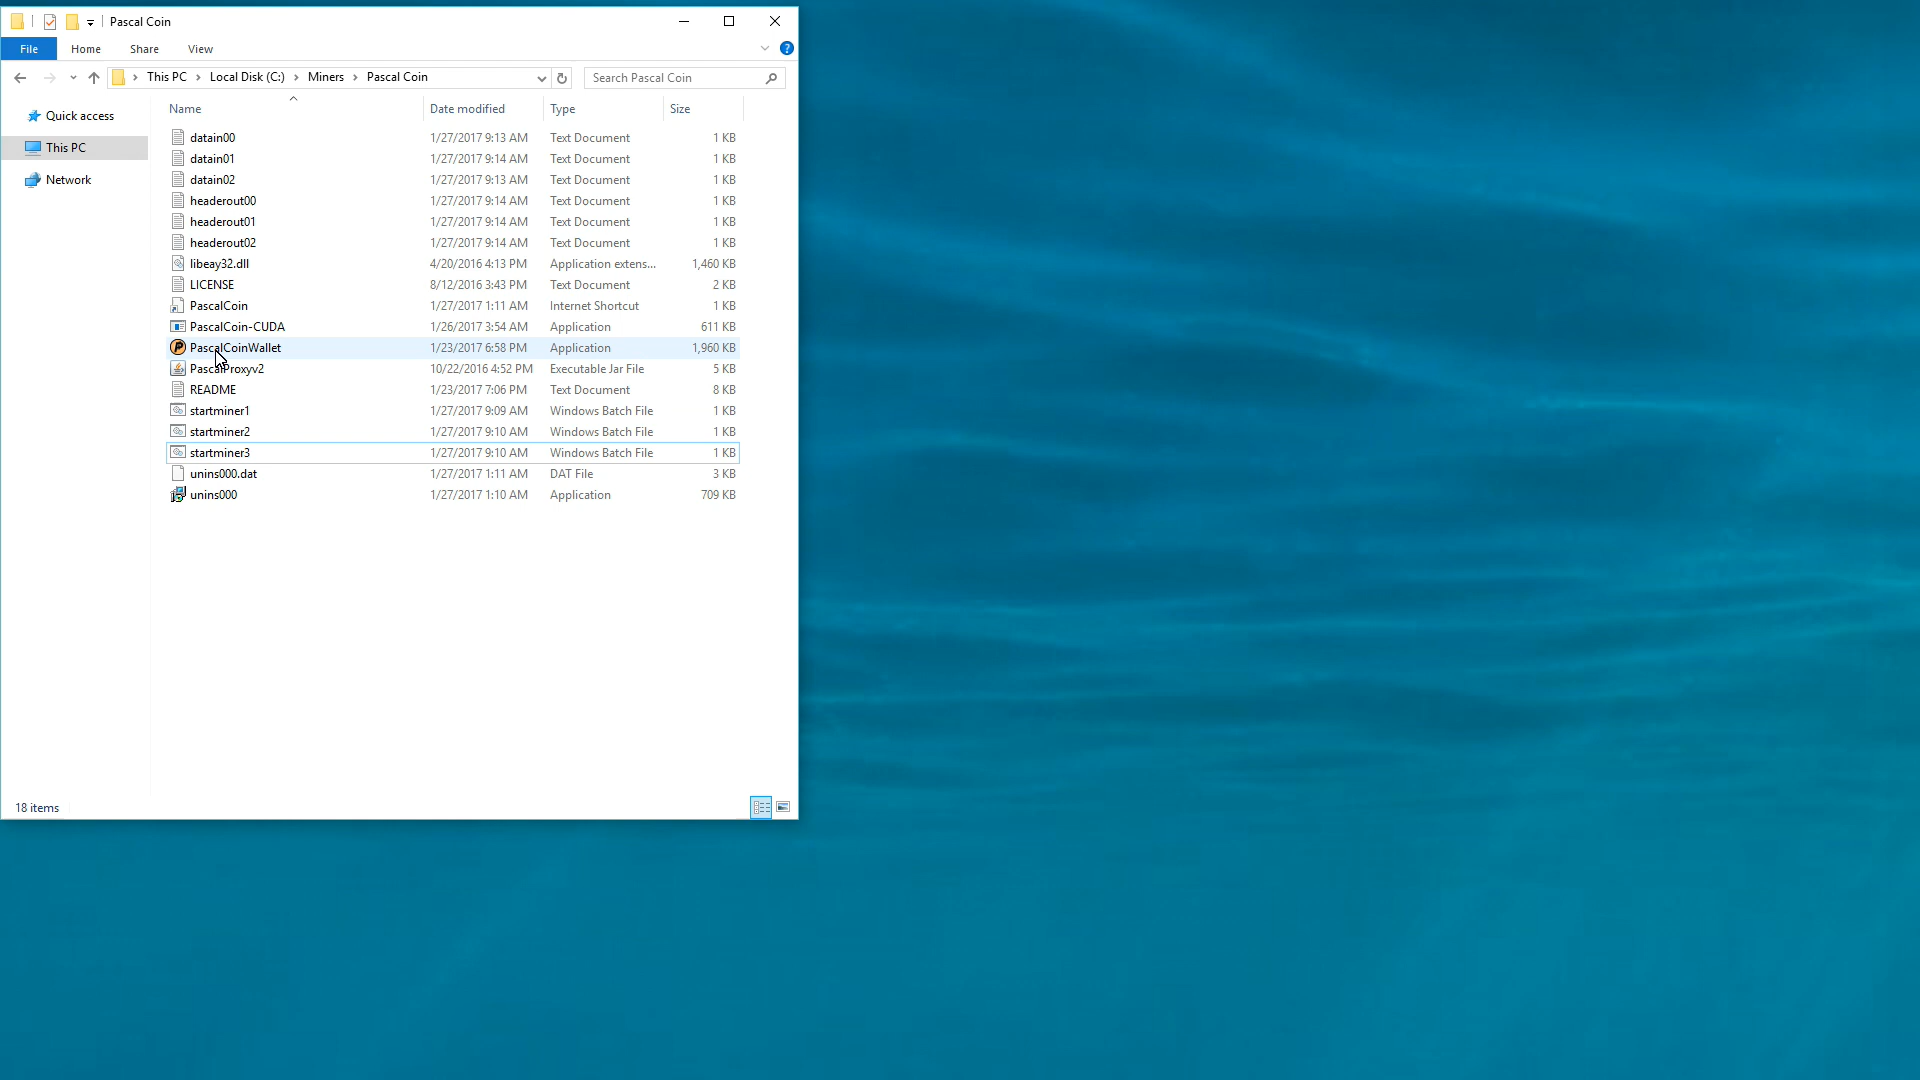 Pascal Coin
File Home Share View
This PC Local Disk (C:) Miners Pascal Coin Search Pascal Coin
Quick access
This PC
Network
Name Date modified Type Size
datain00 1/27/2017 9:13 AM Text Document 1 KB
datain01 1/27/2017 9:14 AM Text Document 1 KB
datain02 1/27/2017 9:13 AM Text Document 1 KB
headerout00 1/27/2017 9:14 AM Text Document 1 KB
headerout01 1/27/2017 9:14 AM Text Document 1 KB
headerout02 1/27/2017 9:14 AM Text Document 1 KB
libeay32.dll 4/20/2016 4:13 PM Application extens... 1,460 KB
LICENSE 8/12/2016 3:43 PM Text Document 2 KB
PascalCoin 1/27/2017 1:11 AM Internet Shortcut 1 KB
PascalCoin-CUDA 1/26/2017 3:54 AM Application 611 KB
PascalCoinWallet 1/23/2017 6:58 PM Application 1,960 KB
PascalProxyv2 10/22/2016 4:52 PM Executable Jar File 5 KB
README 1/23/2017 7:06 PM Text Document 8 KB
startminer1 1/27/2017 9:09 AM Windows Batch File 1 KB
startminer2 1/27/2017 9:10 AM Windows Batch File 1 KB
startminer3 1/27/2017 9:10 AM Windows Batch File 1 KB
unins000.dat 1/27/2017 1:11 AM DAT File 3 KB
unins000 1/27/2017 1:10 AM Application 709 KB
18 items